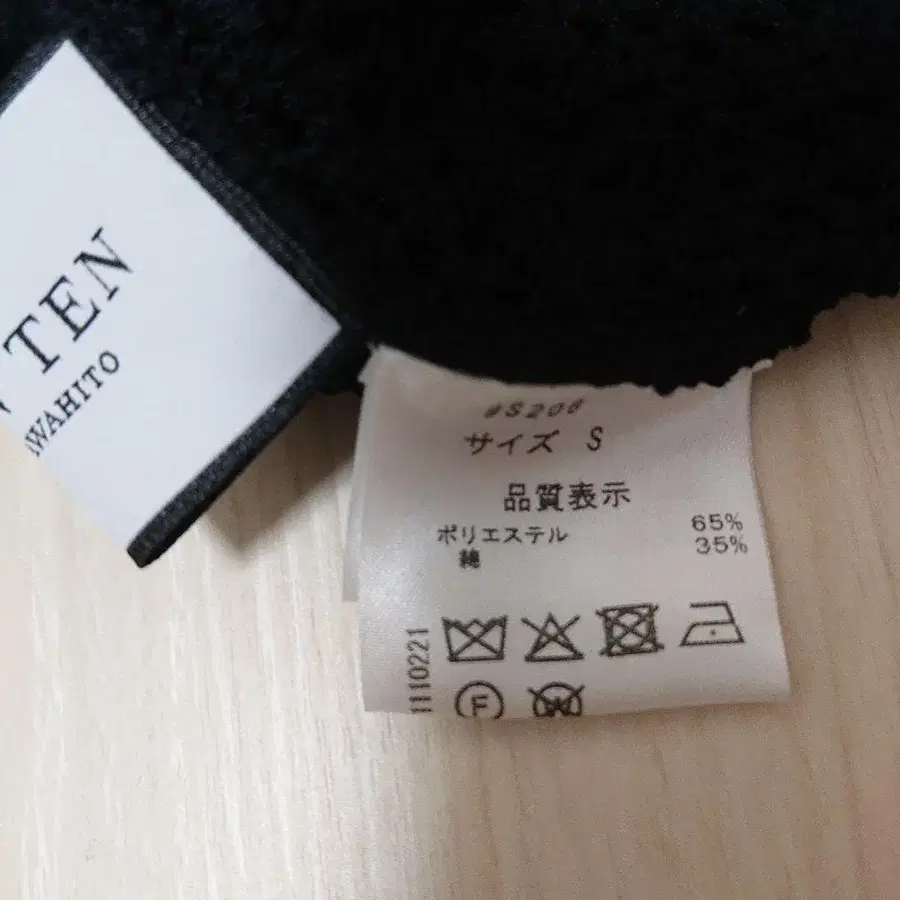 TEN
WAHITO
#S206
サイズ S
品質表示
ポリエステル 65%
綿 35%
1110221
F
W